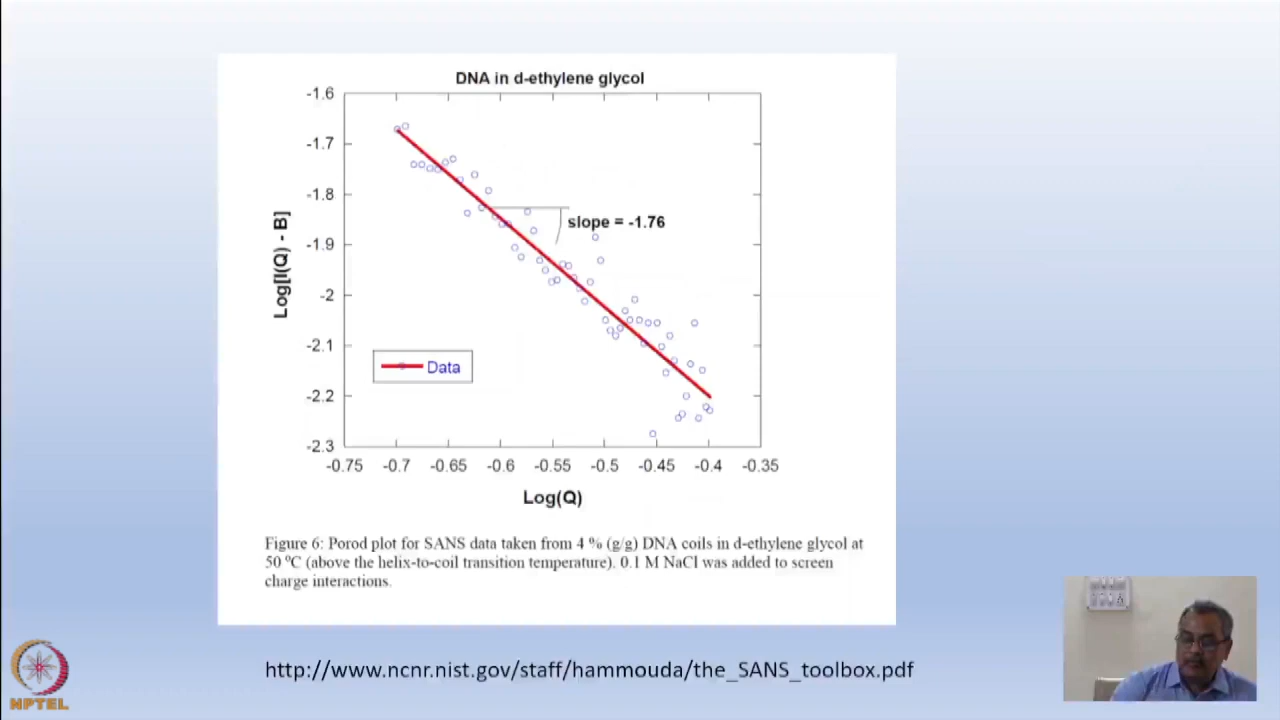 DNA in d-ethylene glycol
-1.6
-1.7
-1.8
-1.9
-2
-2.1
-2.2
-2.3
Log[I(Q) - B]
slope = -1.76
Data
-0.75 -0.7 -0.65 -0.6 -0.55 -0.5 -0.45 -0.4 -0.35
Log(Q)
Figure 6: Porod plot for SANS data taken from 4 % (g/g) DNA coils in d-ethylene glycol at
50 ºC (above the helix-to-coil transition temperature). 0.1 M NaCl was added to screen
charge interactions.
http://www.ncnr.nist.gov/staff/hammouda/the_SANS_toolbox.pdf
NPTEL